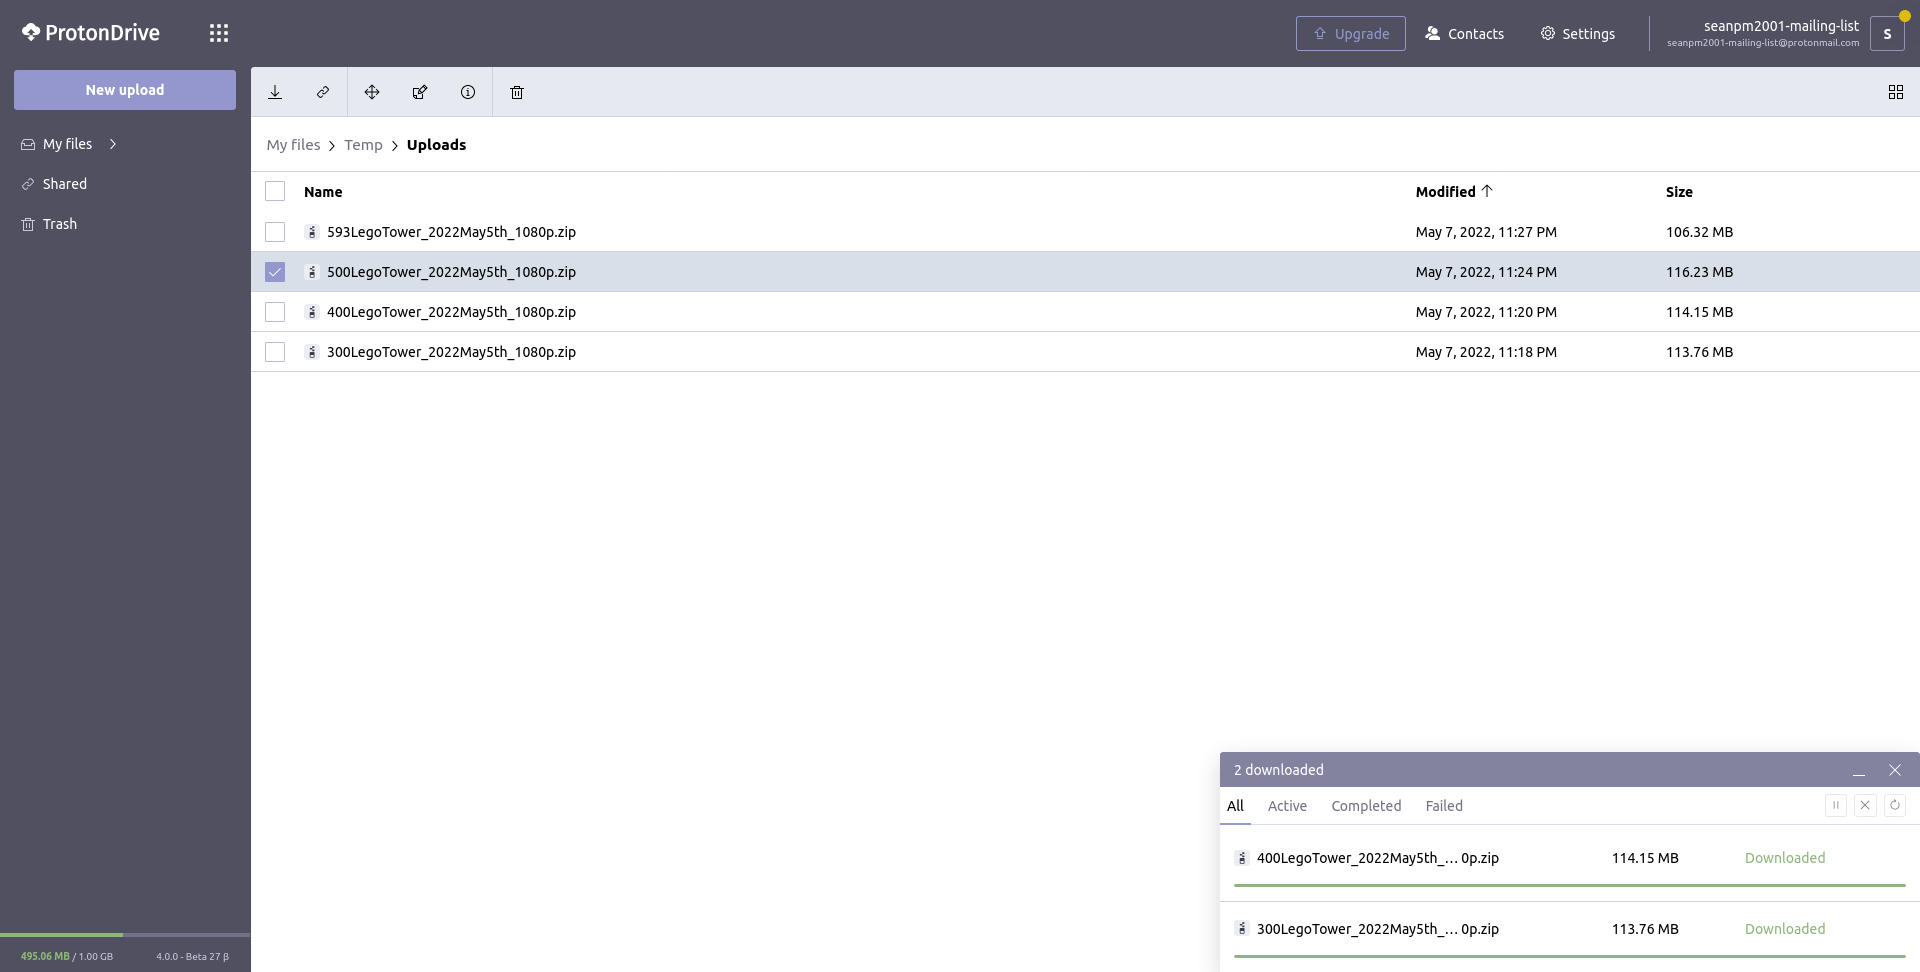 ProtonDrive
Upgrade
Contacts
Settings
seanpm2001-mailing-list
seanpm2001-mailing-list@protonmail.com
S
New upload
My files
Shared
Trash
My files > Temp > Uploads
Name Modified Size
593LegoTower_2022May5th_1080p.zip May 7, 2022, 11:27 PM 106.32 MB
500LegoTower_2022May5th_1080p.zip May 7, 2022, 11:24 PM 116.23 MB
400LegoTower_2022May5th_1080p.zip May 7, 2022, 11:20 PM 114.15 MB
300LegoTower_2022May5th_1080p.zip May 7, 2022, 11:18 PM 113.76 MB
2 downloaded
All Active Completed Failed
400LegoTower_2022May5th_… 0p.zip 114.15 MB Downloaded
300LegoTower_2022May5th_… 0p.zip 113.76 MB Downloaded
495.06 MB / 1.00 GB 4.0.0 - Beta 27 β